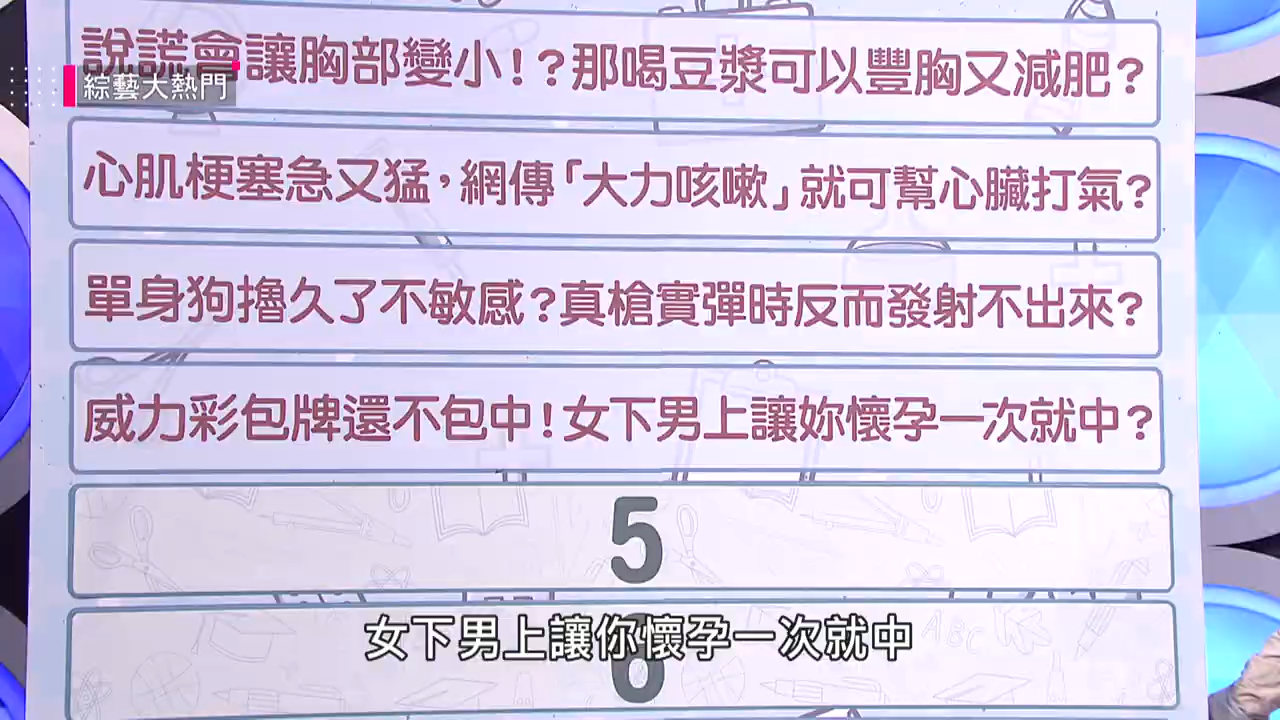 說謊會讓胸部變小！？那喝豆漿可以豐胸又減肥？
綜藝大熱門
心肌梗塞急又猛，網傳「大力咳嗽」就可幫心臟打氣？
單身狗擼久了不敏感？真槍實彈時反而發射不出來？
威力彩包牌還不包中！女下男上讓妳懷孕一次就中？
5
6
ABC
女下男上讓你懷孕一次就中